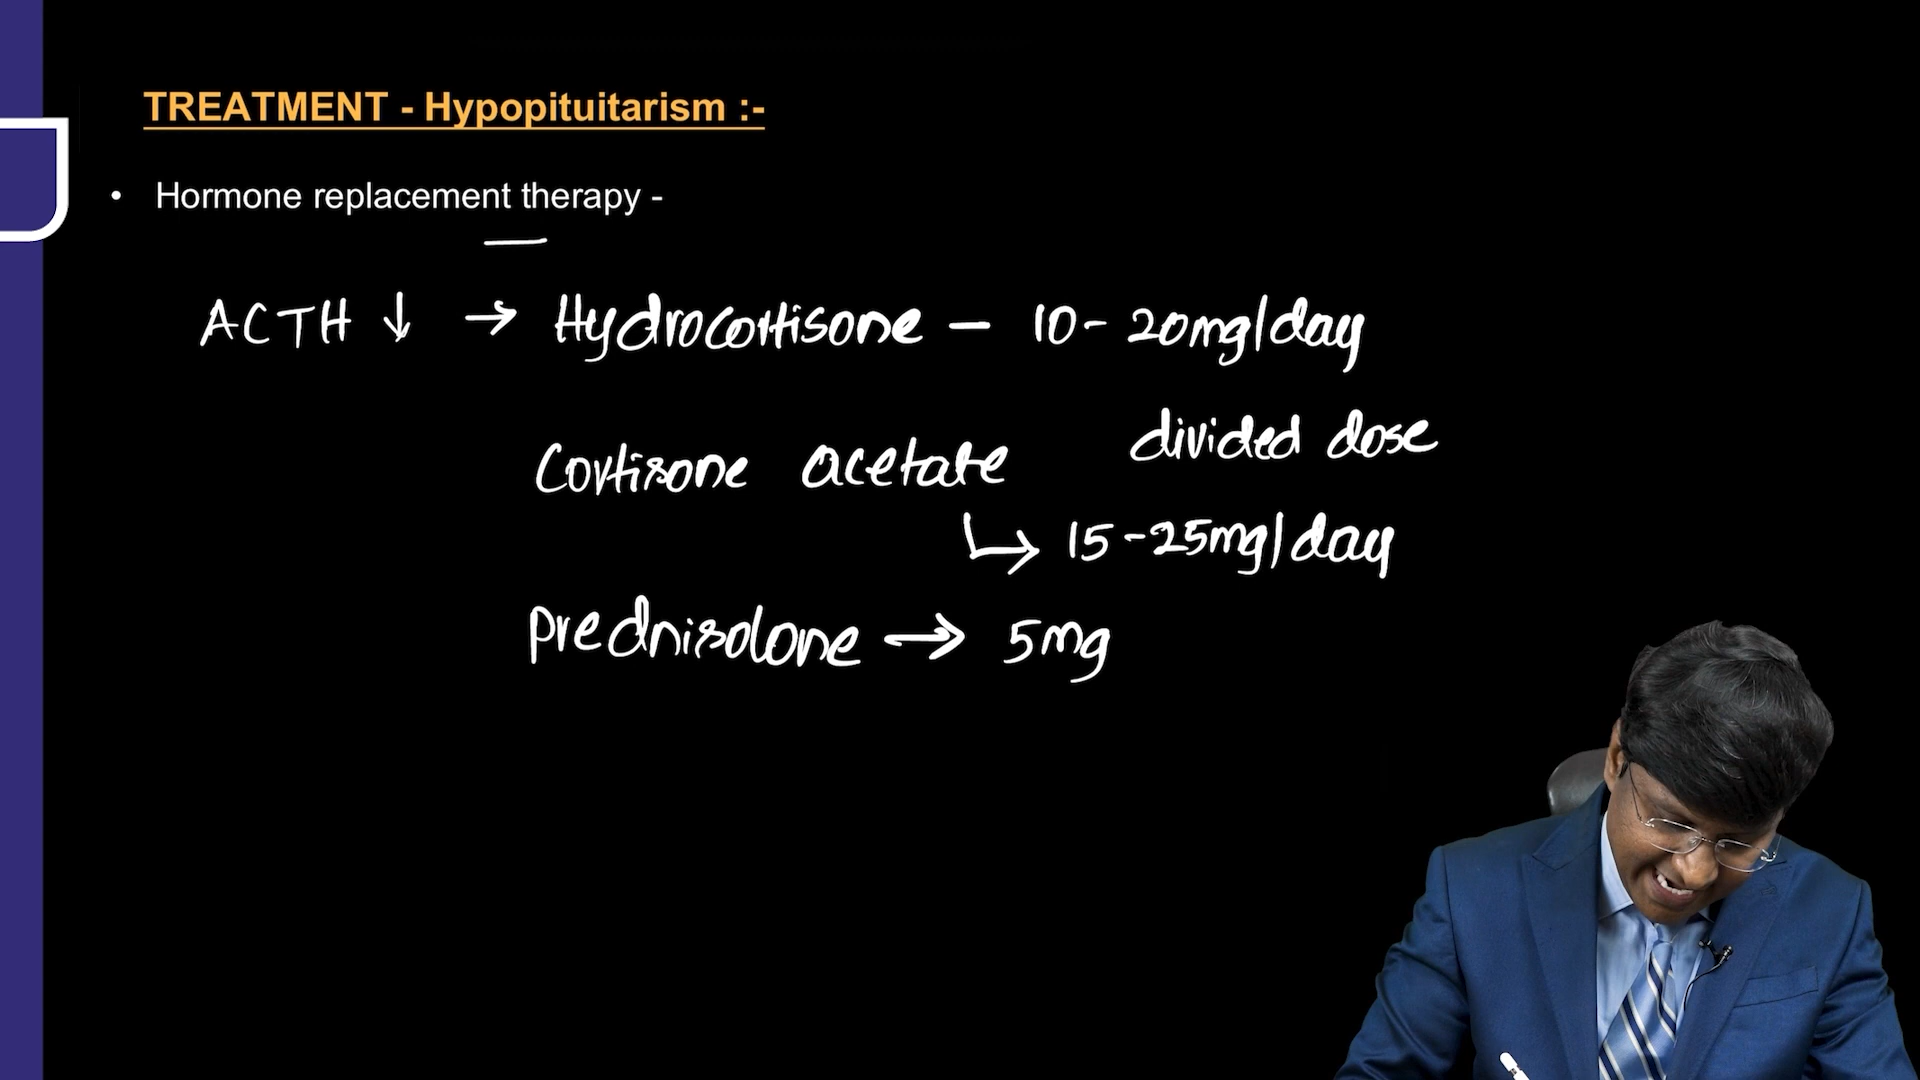 TREATMENT - Hypopituitarism :-
• Hormone replacement therapy -
ACTH ↓ → Hydrocortisone – 10-20mg/day
divided dose
Cortisone acetate
↳ 15-25mg/day
Prednisolone → 5mg